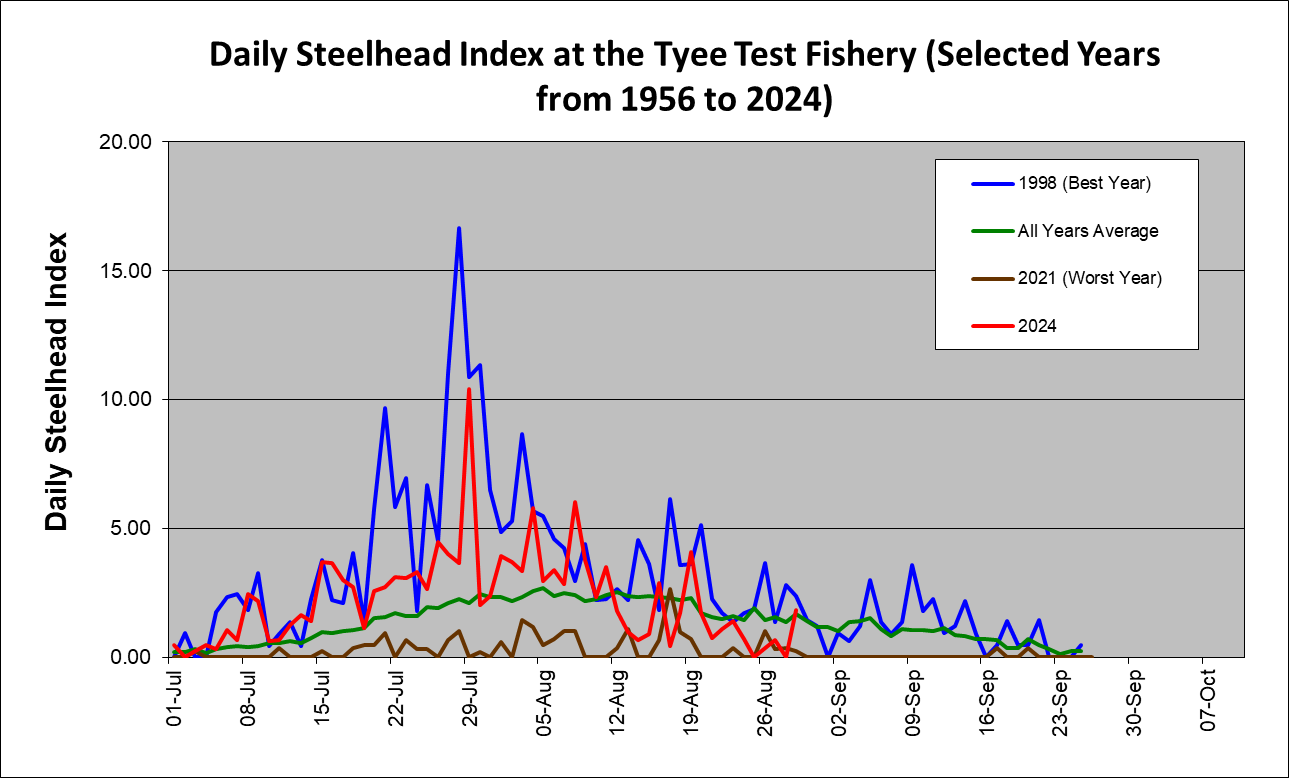 Daily Steelhead Index at the Tyee Test Fishery (Selected Years
from 1956 to 2024)
Daily Steelhead Index
20.00
15.00
10.00
5.00
0.00
1998 (Best Year)
All Years Average
2021 (Worst Year)
2024
01-Jul
08-Jul
15-Jul
22-Jul
29-Jul
05-Aug
12-Aug
19-Aug
26-Aug
02-Sep
09-Sep
16-Sep
23-Sep
30-Sep
07-Oct